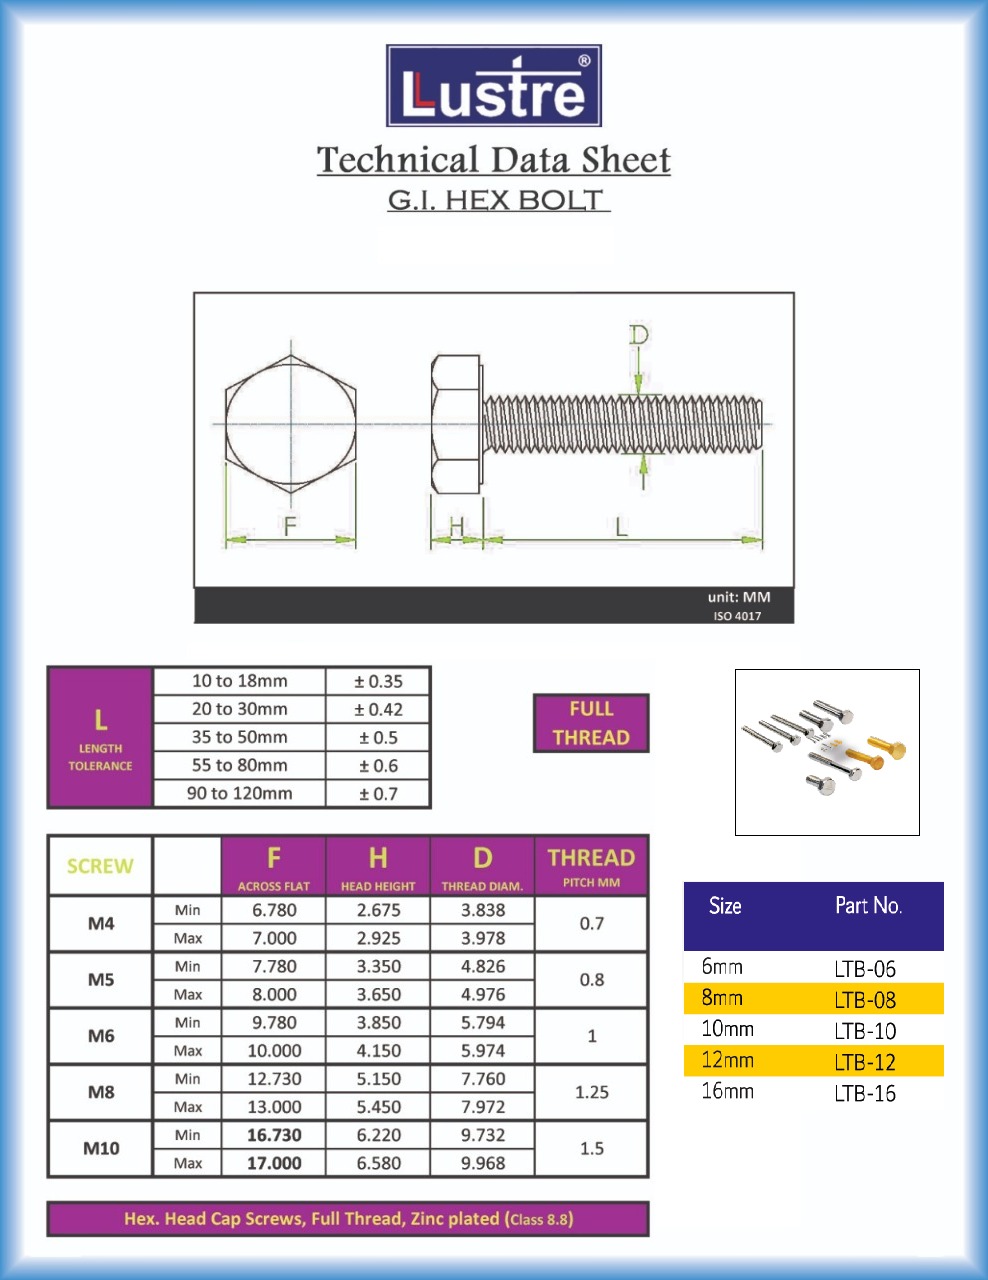 Lustre®
Technical Data Sheet
G.I. HEX BOLT
D
F
H
L
unit: MM
ISO 4017
L
LENGTH
TOLERANCE
10 to 18mm ± 0.35
20 to 30mm ± 0.42
35 to 50mm ± 0.5
55 to 80mm ± 0.6
90 to 120mm ± 0.7
FULL
THREAD
SCREW F H D THREAD
ACROSS FLAT HEAD HEIGHT THREAD DIAM. PITCH MM
M4 Min 6.780 2.675 3.838 0.7
Max 7.000 2.925 3.978
M5 Min 7.780 3.350 4.826 0.8
Max 8.000 3.650 4.976
M6 Min 9.780 3.850 5.794 1
Max 10.000 4.150 5.974
M8 Min 12.730 5.150 7.760 1.25
Max 13.000 5.450 7.972
M10 Min 16.730 6.220 9.732 1.5
Max 17.000 6.580 9.968
Size Part No.
6mm LTB-06
8mm LTB-08
10mm LTB-10
12mm LTB-12
16mm LTB-16
Hex. Head Cap Screws, Full Thread, Zinc plated (Class 8.8)